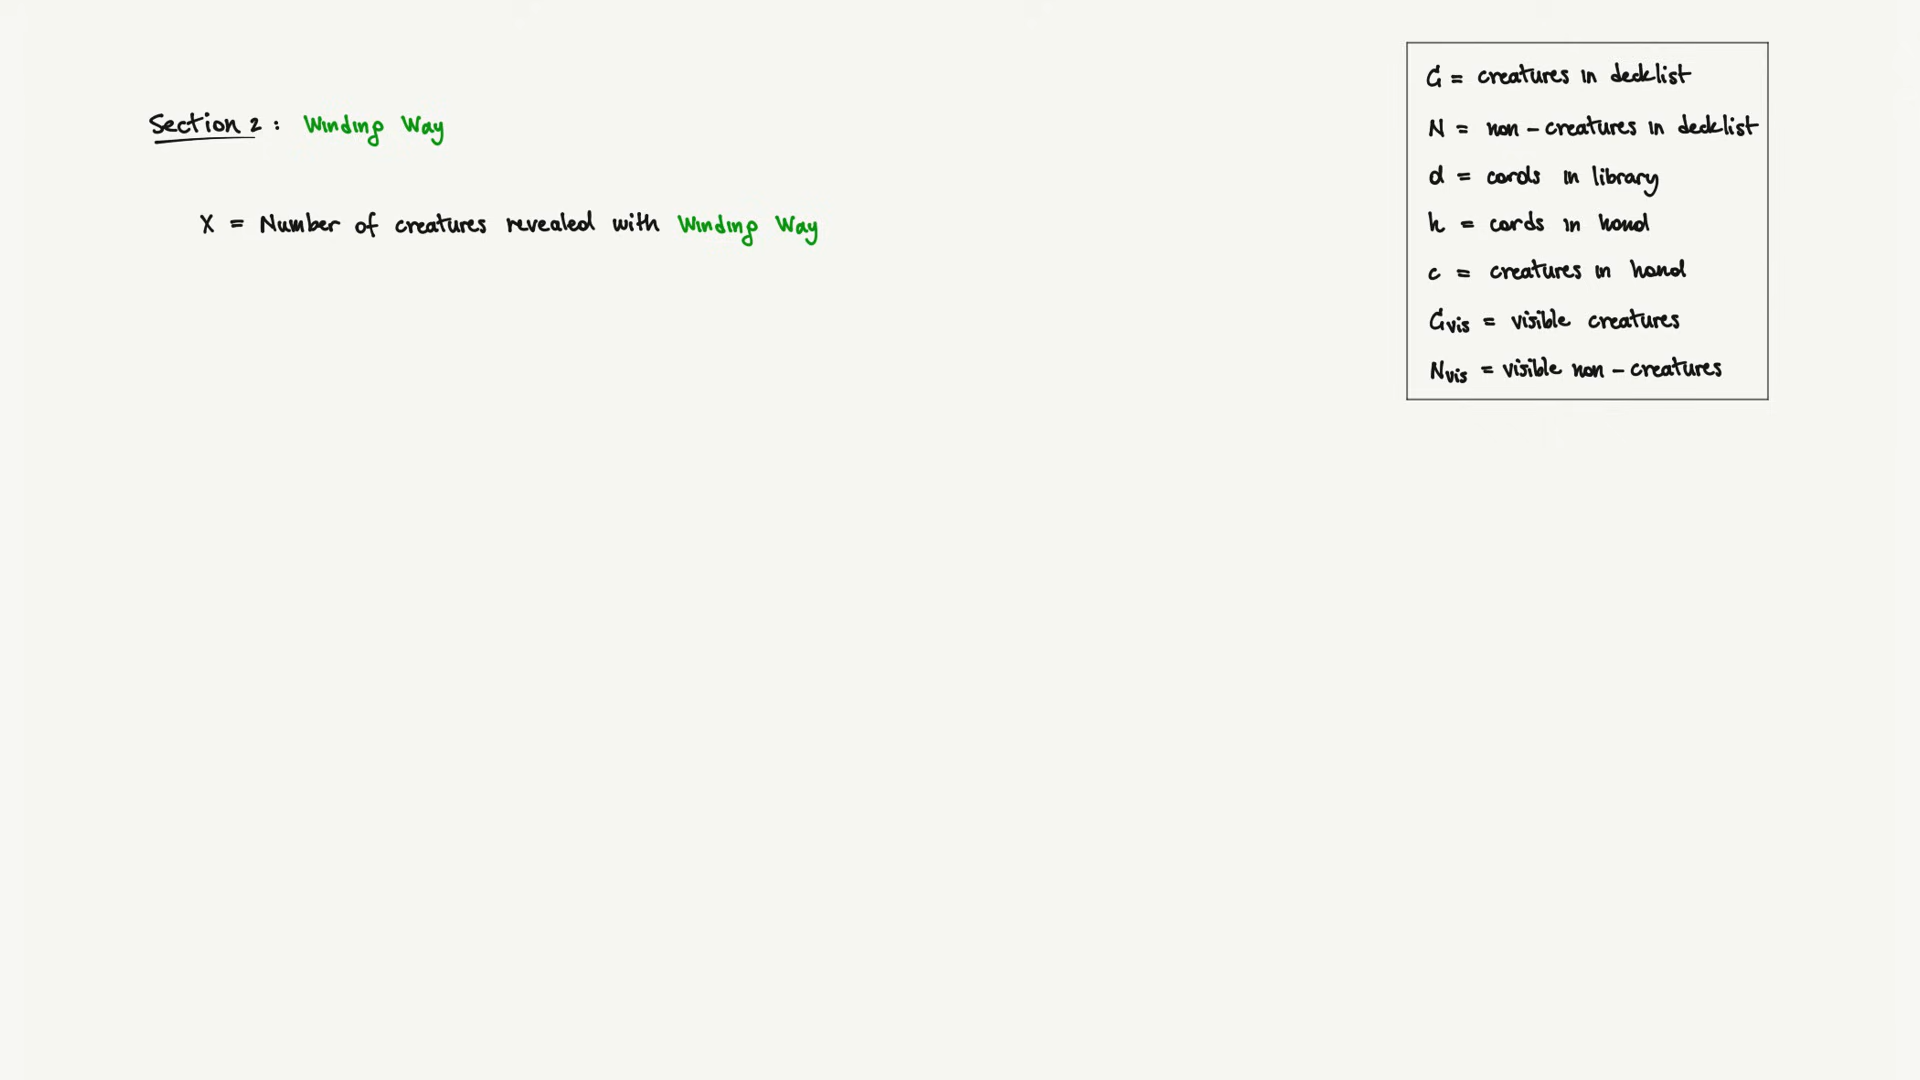 Section 2: Winding Way
X = Number of creatures revealed with Winding Way
C = creatures in decklist
N = non-creatures in decklist
d = cards in library
h = cards in hand
c = creatures in hand
Cvis = visible creatures
Nvis = visible non-creatures